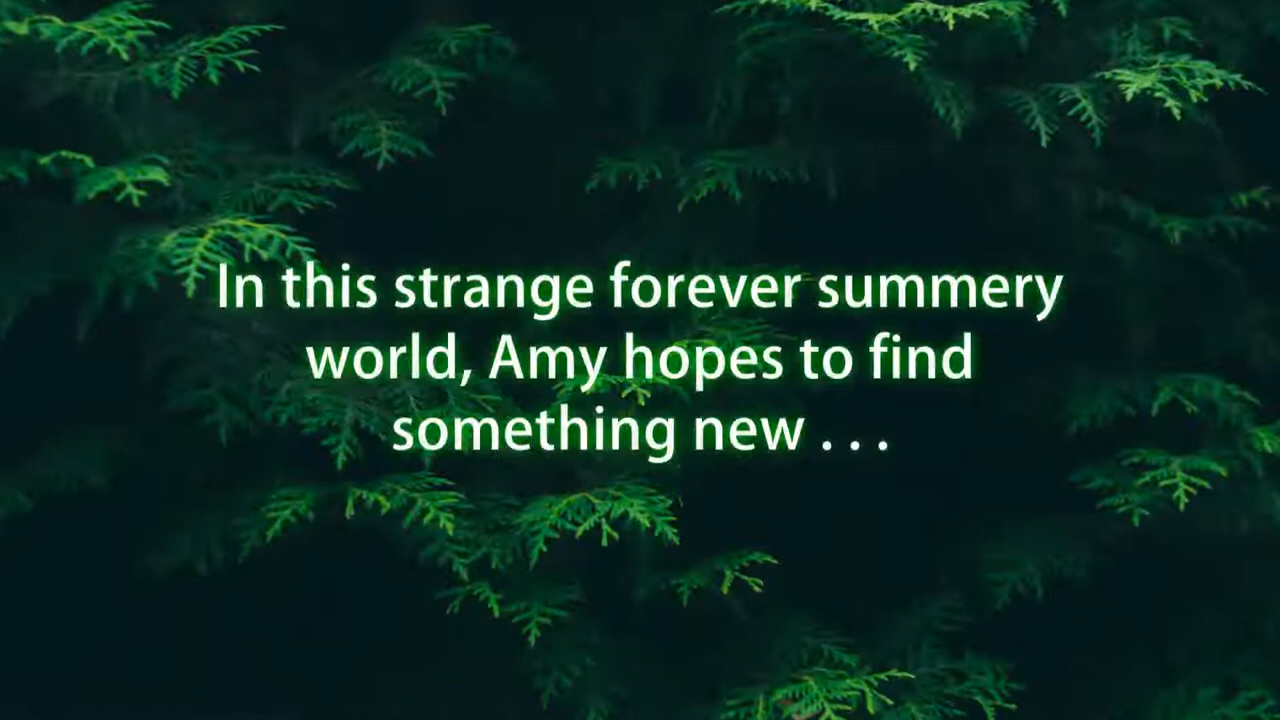 In this strange forever summery
world, Amy hopes to find
something new . . .